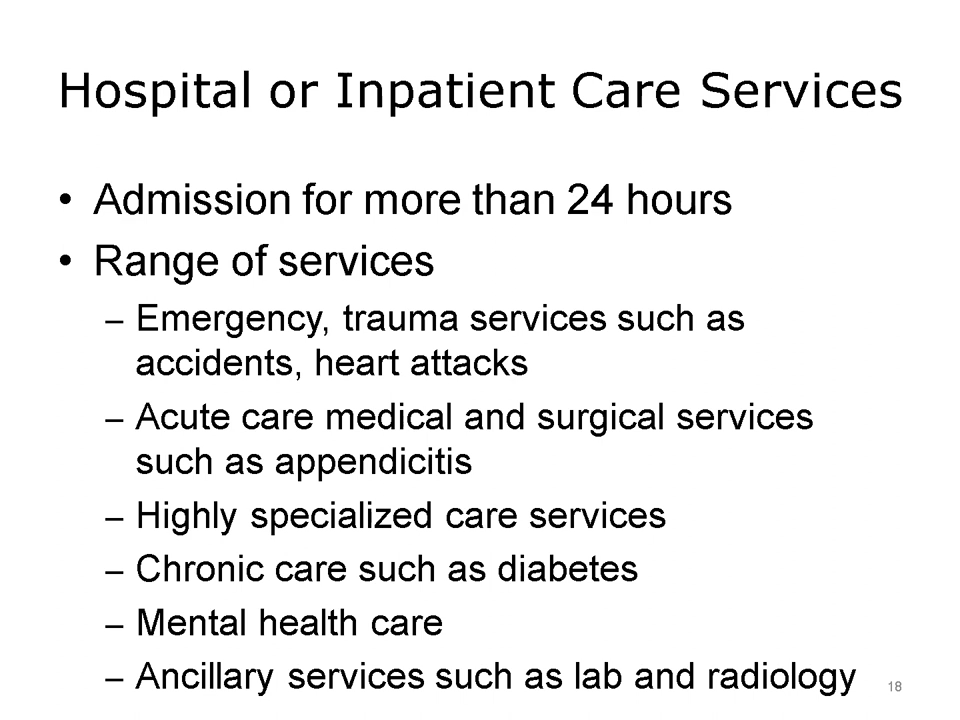 Hospital or Inpatient Care Services
• Admission for more than 24 hours
• Range of services
– Emergency, trauma services such as
accidents, heart attacks
– Acute care medical and surgical services
such as appendicitis
– Highly specialized care services
– Chronic care such as diabetes
– Mental health care
– Ancillary services such as lab and radiology
18